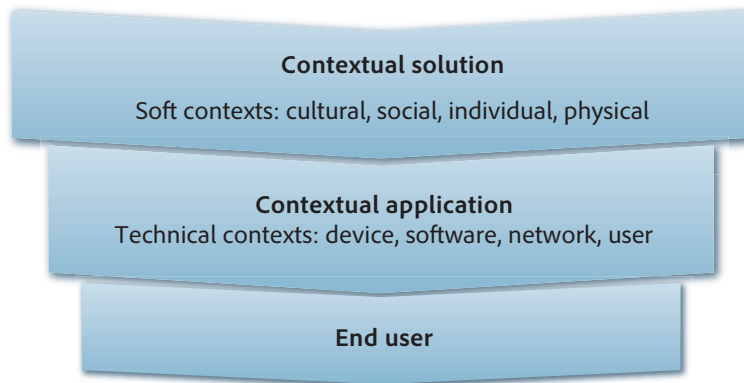 Contextual solution
Soft contexts: cultural, social, individual, physical
Contextual application
Technical contexts: device, software, network, user
End user